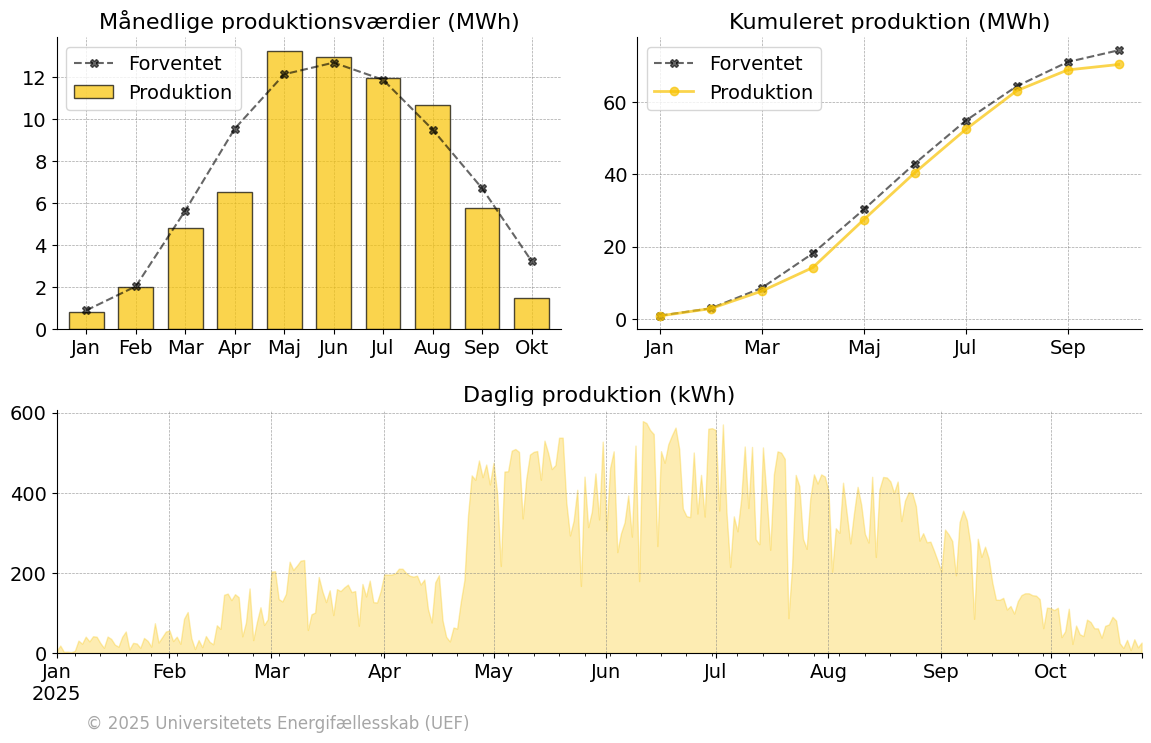 Månedlige produktionsværdier (MWh)
Forventet
Produktion
12
10
8
6
4
2
0
Jan Feb Mar Apr Maj Jun Jul Aug Sep Okt
Kumuleret produktion (MWh)
Forventet
Produktion
60
40
20
0
Jan Mar Maj Jul Sep
Daglig produktion (kWh)
600
400
200
0
Jan Feb Mar Apr May Jun Jul Aug Sep Oct
2025
© 2025 Universitetets Energifællesskab (UEF)